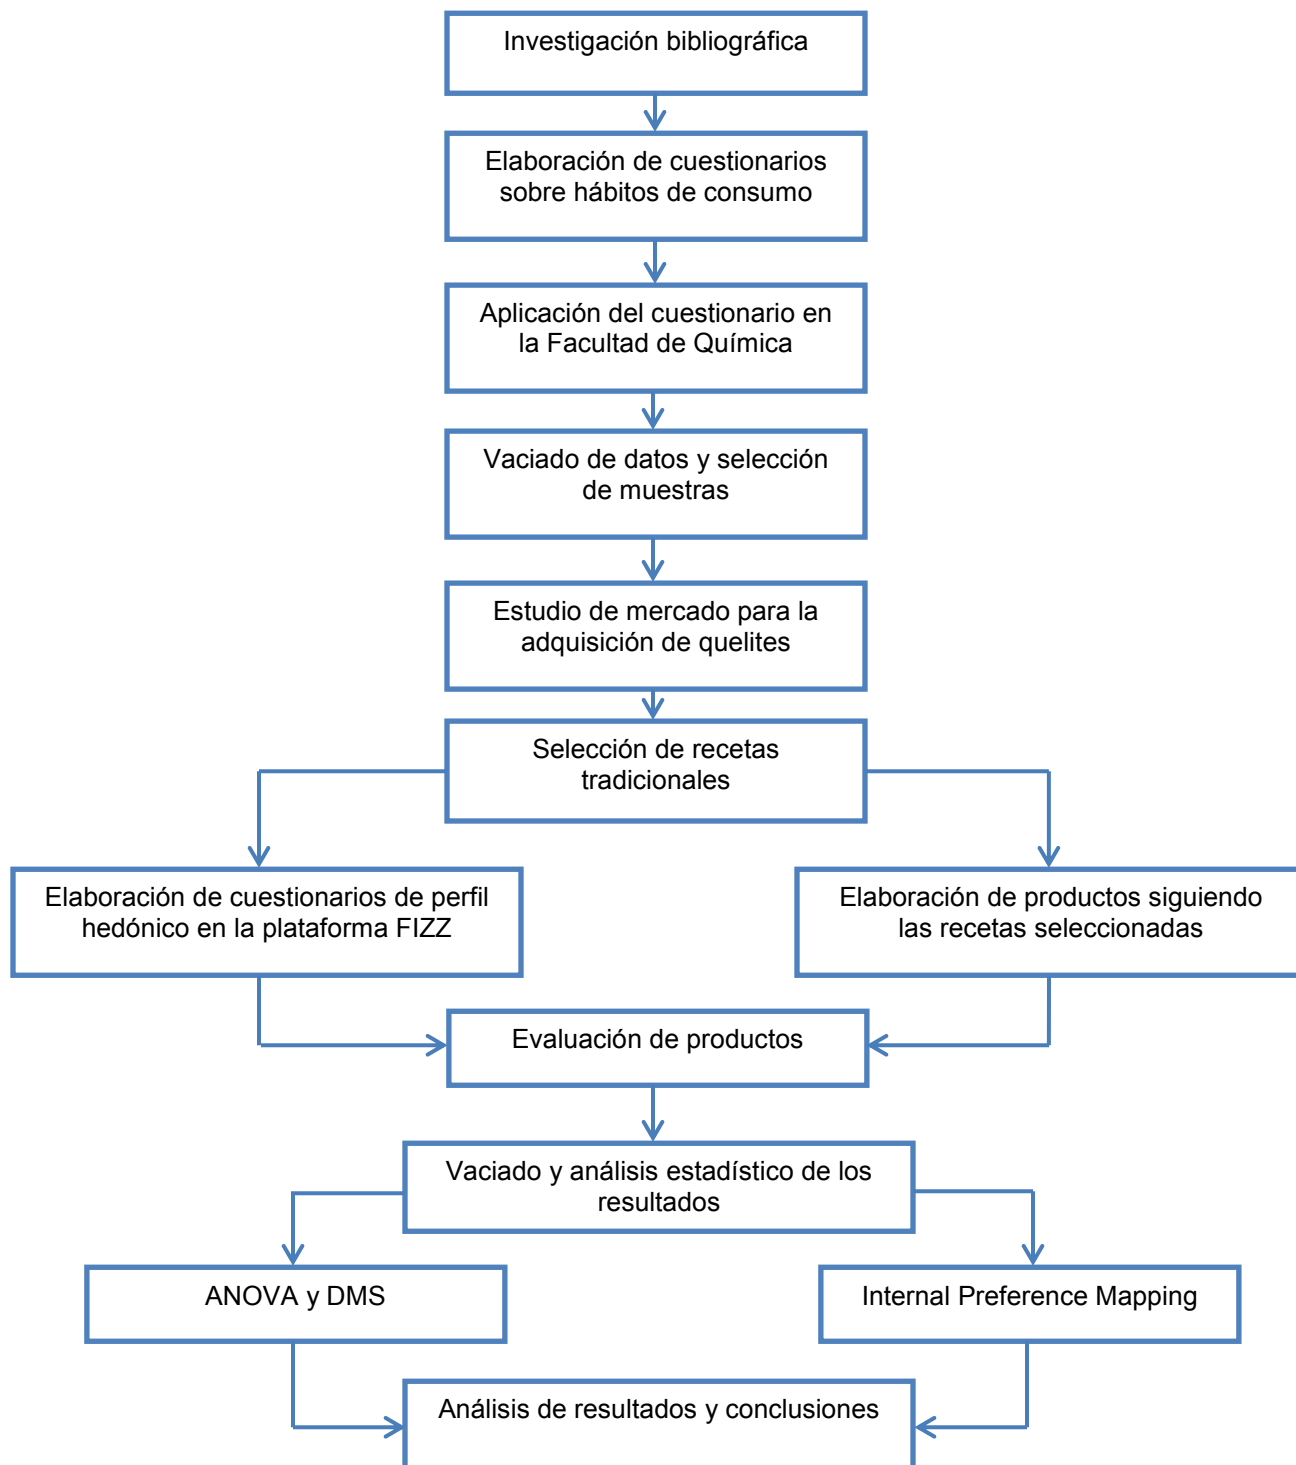 Investigación bibliográfica
Elaboración de cuestionarios
sobre hábitos de consumo
Aplicación del cuestionario en
la Facultad de Química
Vaciado de datos y selección
de muestras
Estudio de mercado para la
adquisición de quelites
Selección de recetas
tradicionales
Elaboración de cuestionarios de perfil
hedónico en la plataforma FIZZ
Elaboración de productos siguiendo
las recetas seleccionadas
Evaluación de productos
Vaciado y análisis estadístico de los
resultados
ANOVA y DMS
Internal Preference Mapping
Análisis de resultados y conclusiones